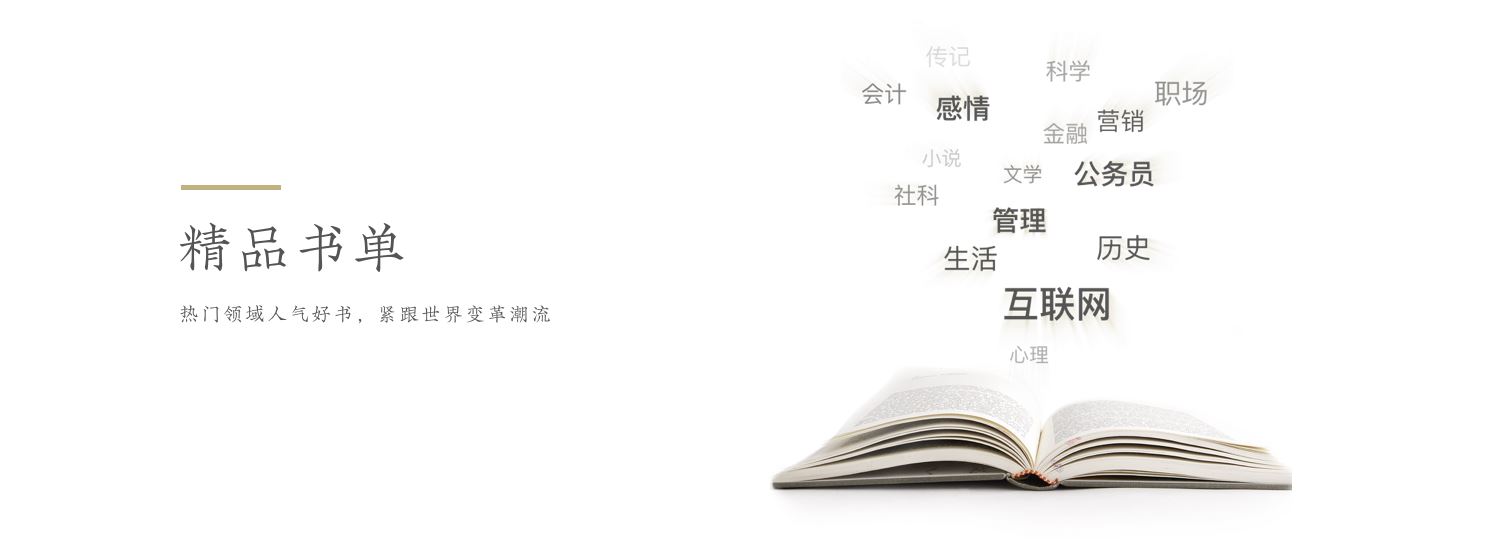 精品书单
热门领域人气好书，紧跟世界变革潮流
传记
科学
会计
职场
感情
营销
金融
小说
文学
公务员
社科
管理
生活
历史
互联网
心理